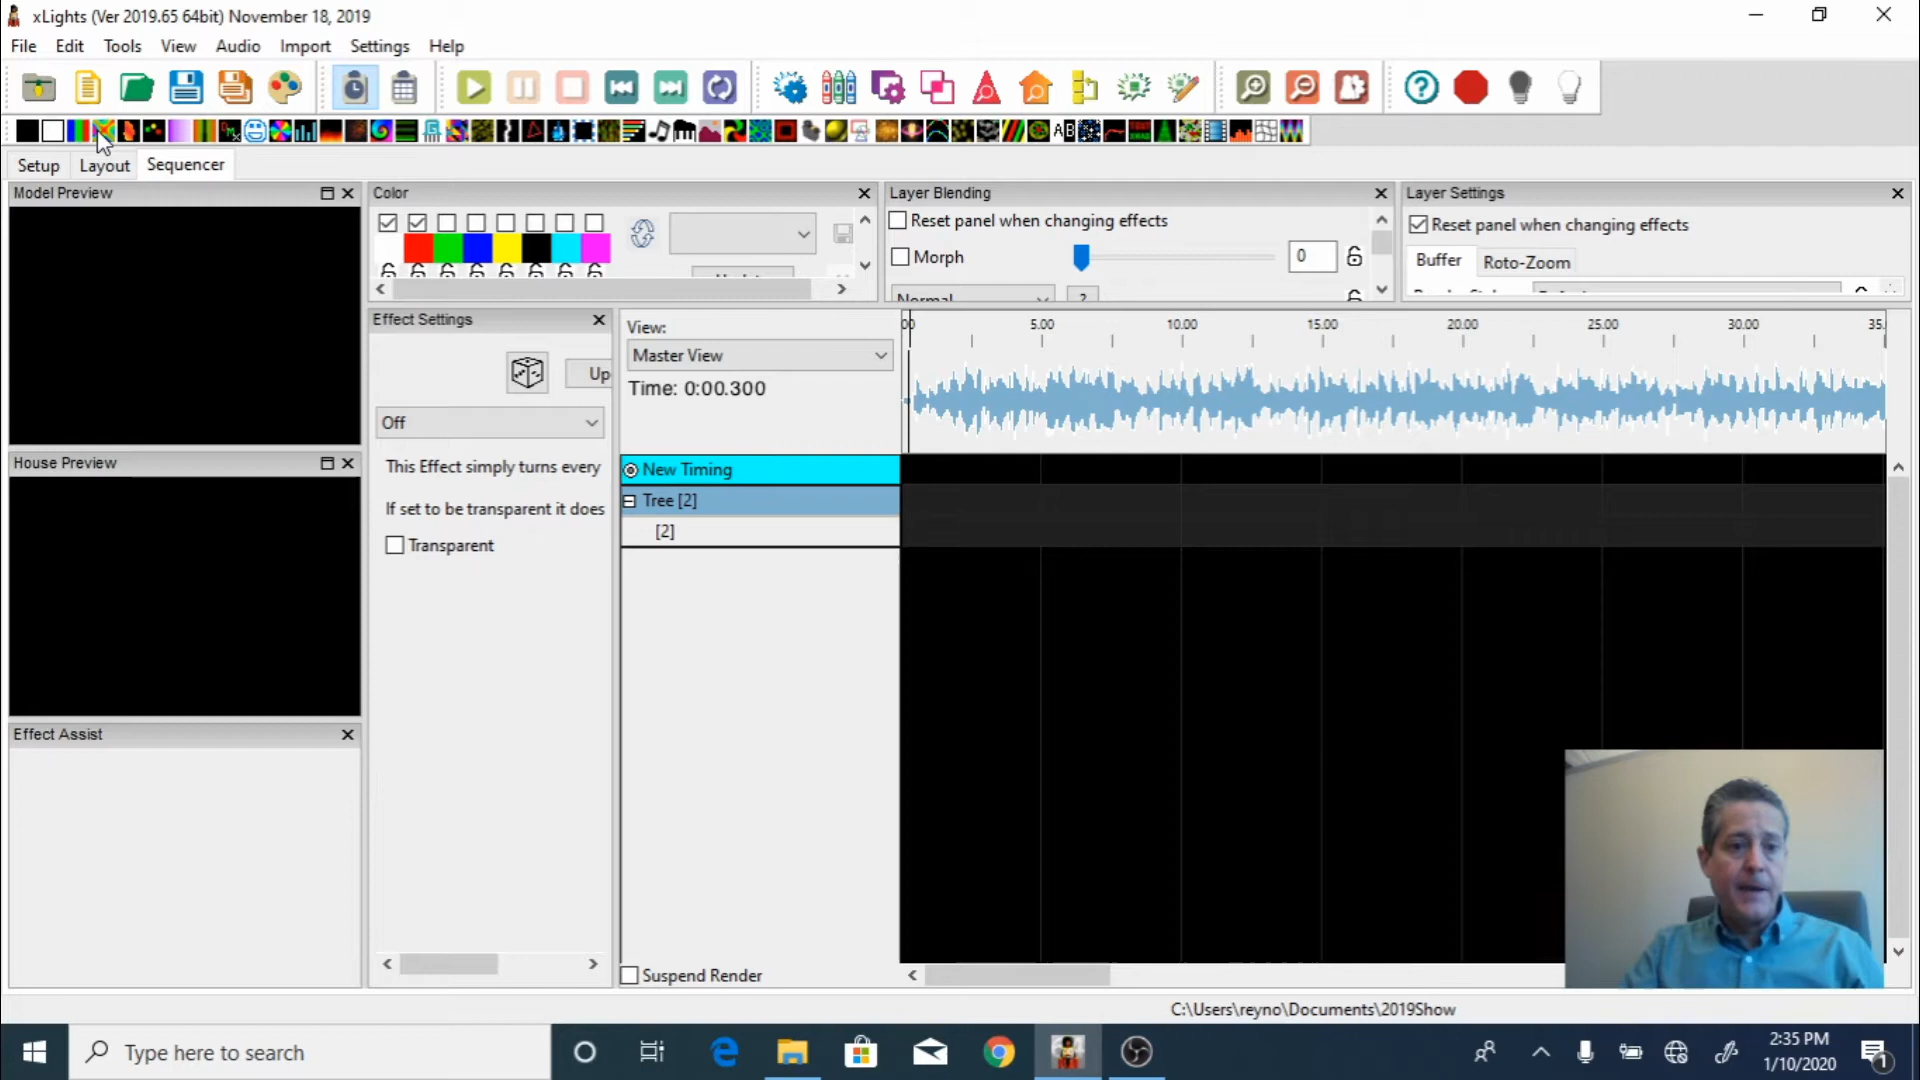 xLights (Ver 2019.65 64bit) November 18, 2019
File Edit Tools View Audio Import Settings Help
AB
Setup Layout Sequencer
Model Preview
Color
Layer Blending
Layer Settings
Reset panel when changing effects
Reset panel when changing effects
Morph
0
Buffer Roto-Zoom
Normal
?
House Preview
Effect Settings
Up
Off
This Effect simply turns every
If set to be transparent it does
Transparent
View:
Master View
Time: 0:00.300
00 5.00 10.00 15.00 20.00 25.00 30.00 35.
New Timing
Tree [2]
[2]
Effect Assist
Suspend Render
C:\Users\reyno\Documents\2019Show
Type here to search
2:35 PM
1/10/2020
1